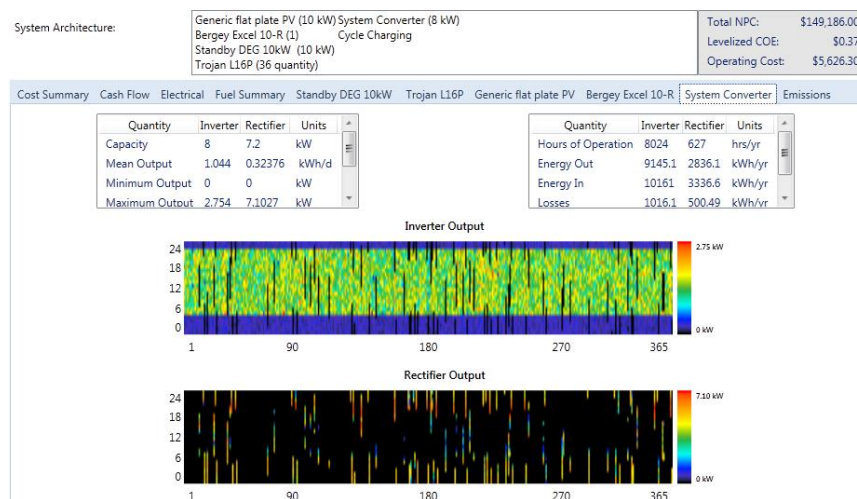 System Architecture:
Generic flat plate PV (10 kW) System Converter (8 kW)
Bergey Excel 10-R (1) Cycle Charging
Standby DEG 10kW (10 kW)
Trojan L16P (36 quantity)
Total NPC: $149,186.00
Levelized COE: $0.37
Operating Cost: $5,626.30
Cost Summary Cash Flow Electrical Fuel Summary Standby DEG 10kW Trojan L16P Generic flat plate PV Bergey Excel 10-R System Converter Emissions
Quantity Inverter Rectifier Units
Capacity 8 7.2 kW
Mean Output 1.044 0.32376 kWh/d
Minimum Output 0 0 kW
Maximum Output 2.754 7.1027 kW
Quantity Inverter Rectifier Units
Hours of Operation 8024 627 hrs/yr
Energy Out 9145.1 2836.1 kWh/yr
Energy In 10161 3336.6 kWh/yr
Losses 1016.1 500.49 kWh/yr
Inverter Output
24
18
12
6
0
2.75 kW
0 kW
1 90 180 270 365
Rectifier Output
24
18
12
6
0
7.10 kW
0 kW
1 90 180 270 365